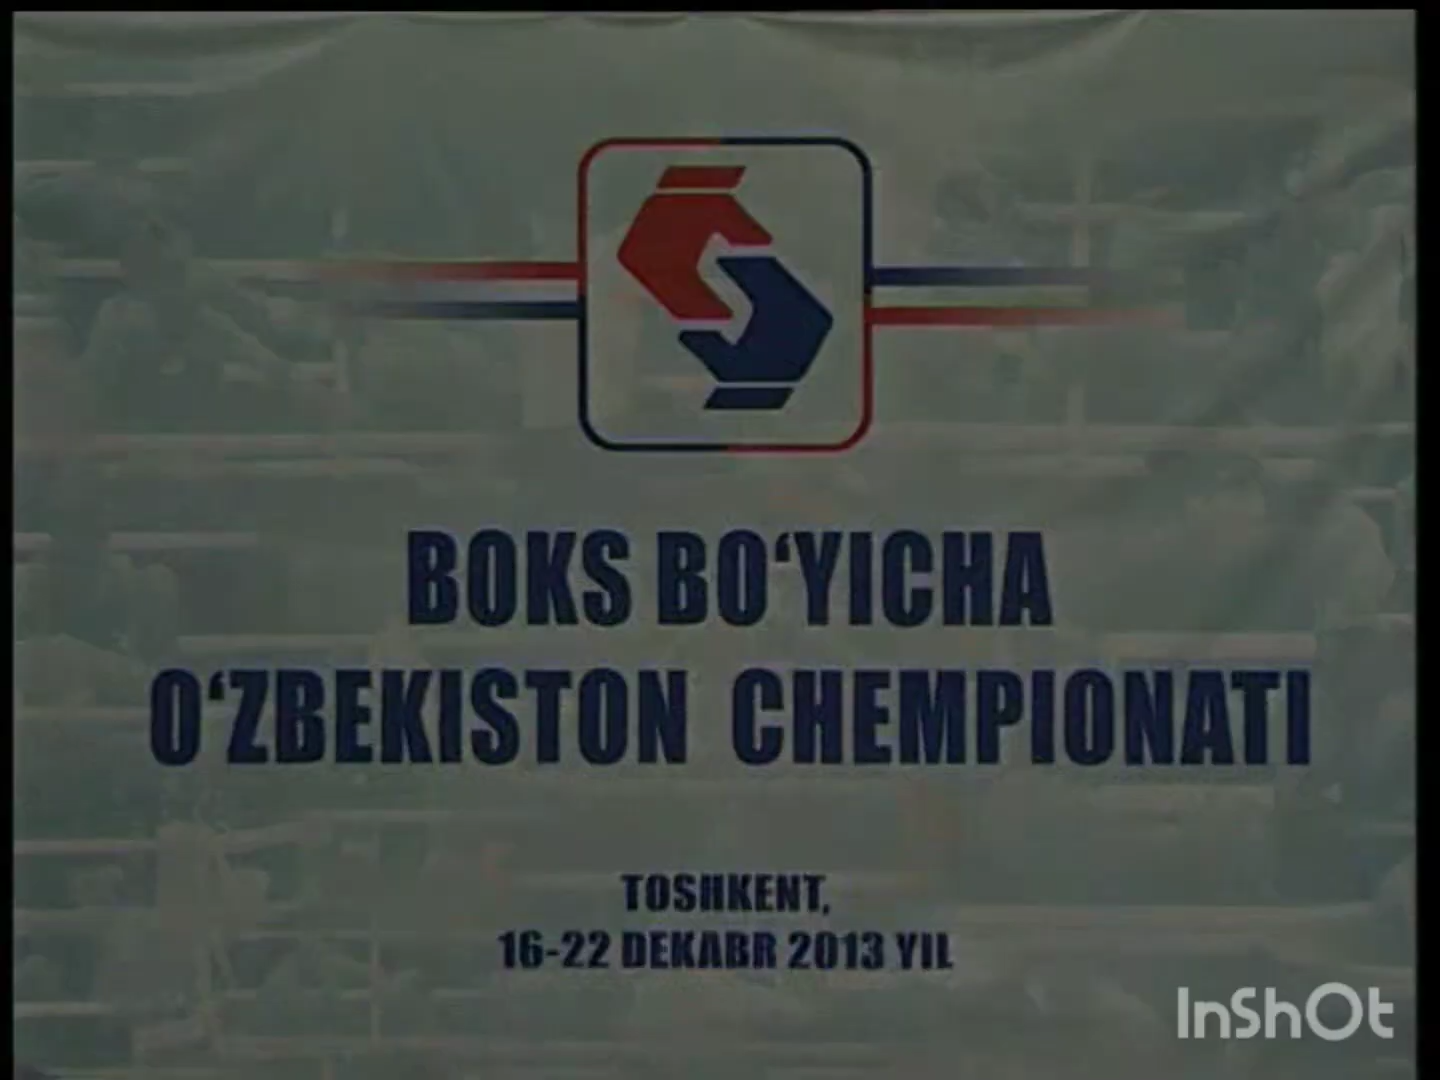 BOKS BO‘YICHA
O‘ZBEKISTON CHEMPIONATI
TOSHKENT,
16-22 DEKABR 2013 YIL
InShOt